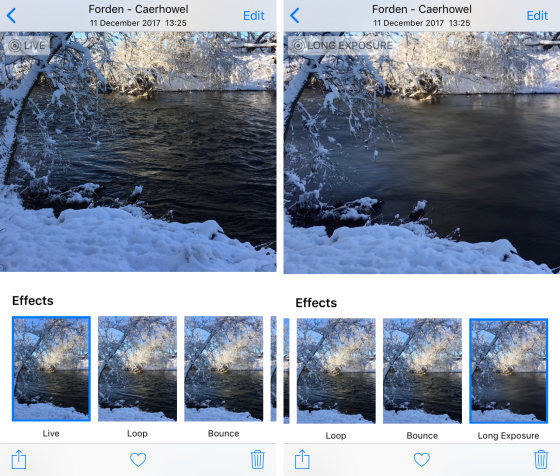 Forden - Caerhowel
11 December 2017 13:25
Edit
LIVE
Effects
Live
Loop
Bounce
Forden - Caerhowel
11 December 2017 13:25
Edit
LONG EXPOSURE
Effects
Loop
Bounce
Long Exposure